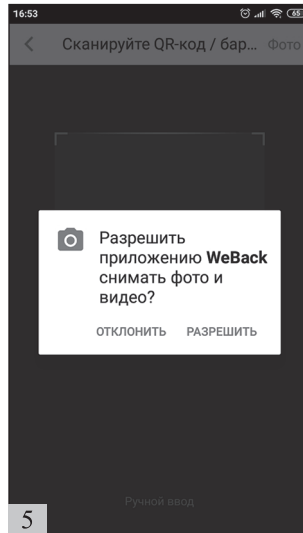 16:53 65
Сканируйте QR-код / бар... Фото
Разрешить
приложению WeBack
снимать фото и
видео?
ОТКЛОНИТЬ РАЗРЕШИТЬ
Ручной ввод
5